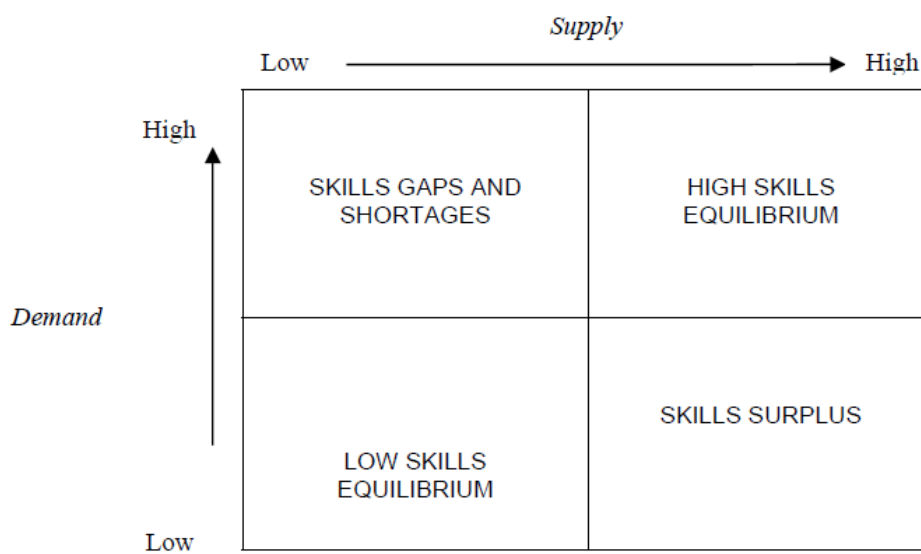 Supply
Low
High
High
SKILLS GAPS AND
SHORTAGES
HIGH SKILLS
EQUILIBRIUM
Demand
SKILLS SURPLUS
LOW SKILLS
EQUILIBRIUM
Low